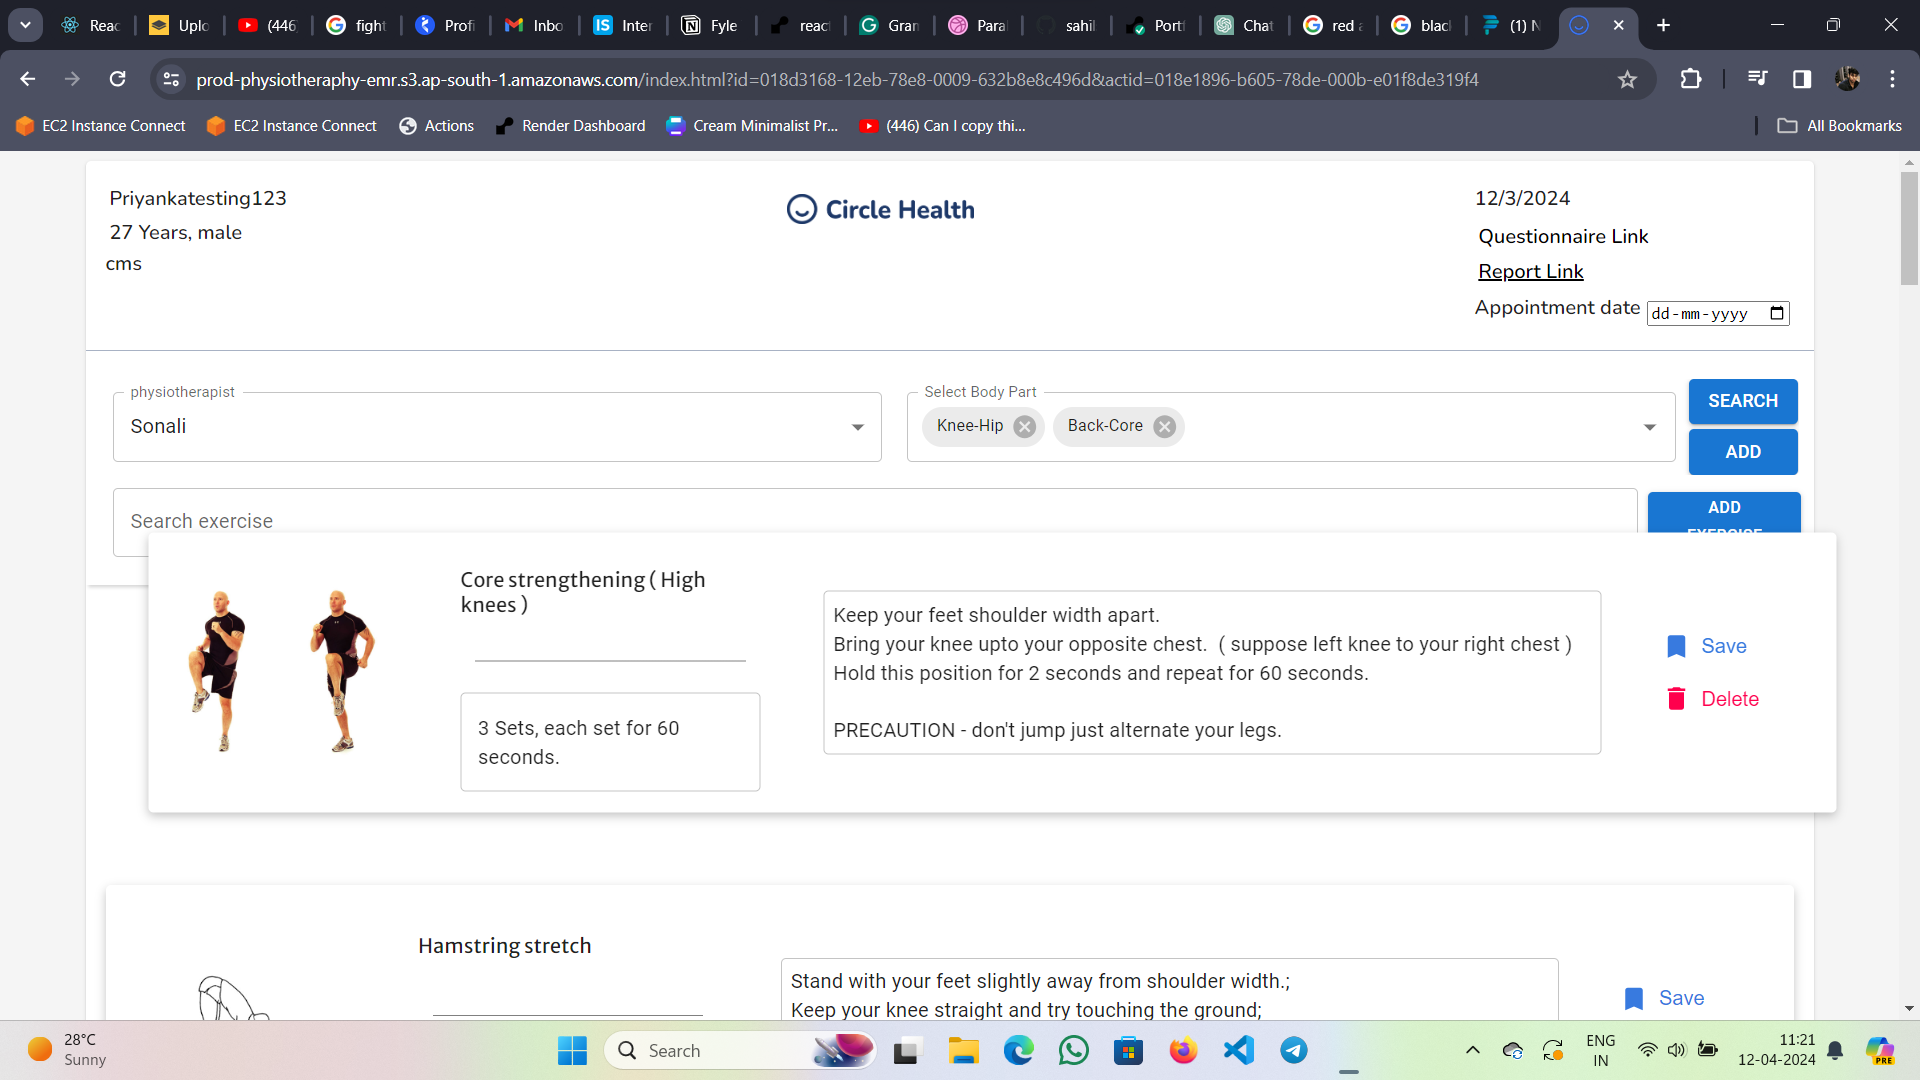 Reac
Uplo
(446
fight
Profi
Inbo
Inter
Fyle
react
Gran
Para
sahil
Port
Chat
red a
blacl
(1) N
prod-physiotheraphy-emr.s3.ap-south-1.amazonaws.com/index.html?id=018d3168-12eb-78e8-0009-632b8e8c496d&actid=018e1896-b605-78de-000b-e01f8de319f4
EC2 Instance Connect
EC2 Instance Connect
Actions
Render Dashboard
Cream Minimalist Pr...
(446) Can I copy thi...
All Bookmarks
Priyankatesting123
27 Years, male
cms
Circle Health
12/3/2024
Questionnaire Link
Report Link
Appointment date dd-mm-yyyy
physiotherapist
Sonali
Select Body Part
Knee-Hip
Back-Core
SEARCH
ADD
Search exercise
ADD
EXERCISE
Core strengthening ( High
knees )
3 Sets, each set for 60
seconds.
Keep your feet shoulder width apart.
Bring your knee upto your opposite chest. ( suppose left knee to your right chest )
Hold this position for 2 seconds and repeat for 60 seconds.
PRECAUTION - don't jump just alternate your legs.
Save
Delete
Hamstring stretch
Stand with your feet slightly away from shoulder width.;
Keep your knee straight and try touching the ground;
Save
28°C
Sunny
Search
ENG
IN
11:21
12-04-2024
PRE